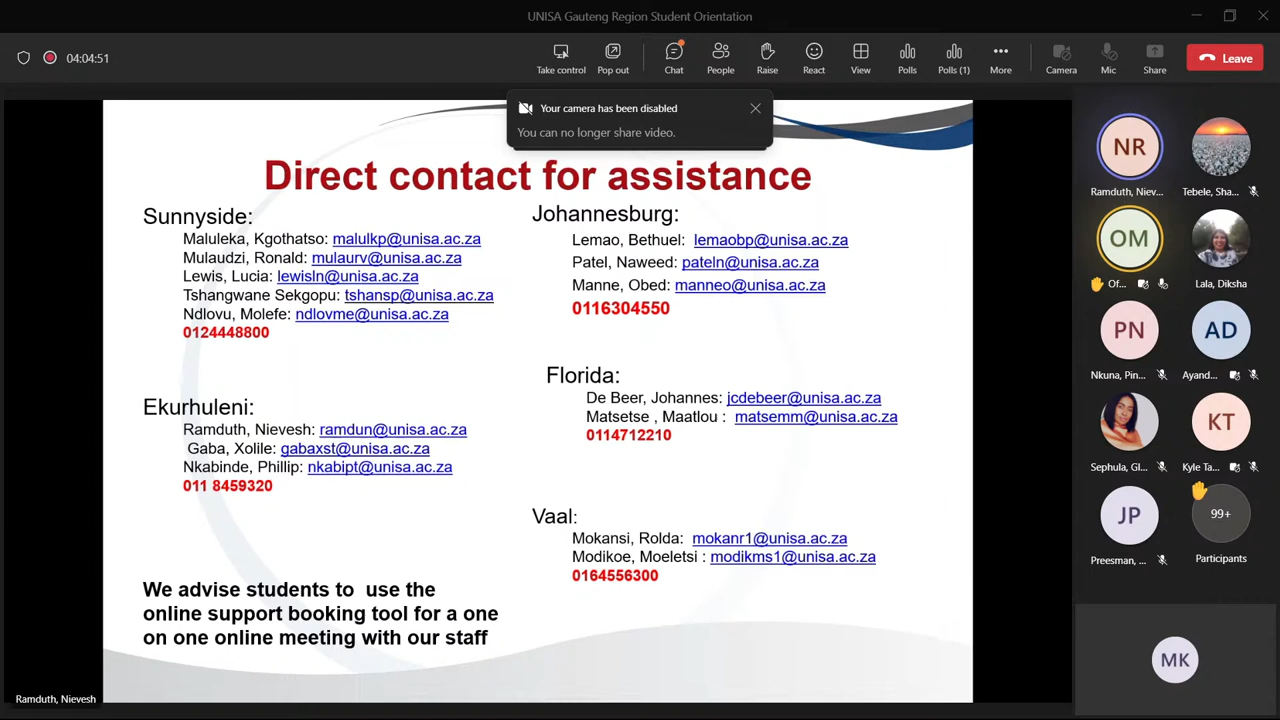 UNISA Gauteng Region Student Orientation
04:04:51
Take control
Pop out
Chat
People
Raise
React
View
Polls
Polls (1)
More
Camera
Mic
Share
Leave
Your camera has been disabled
You can no longer share video.
Direct contact for assistance
Sunnyside:
Maluleka, Kgothatso: malulkp@unisa.ac.za
Mulaudzi, Ronald: mulaurv@unisa.ac.za
Lewis, Lucia: lewisln@unisa.ac.za
Tshangwane Sekgopu: tshansp@unisa.ac.za
Ndlovu, Molefe: ndlovme@unisa.ac.za
0124448800
Ekurhuleni:
Ramduth, Nievesh: ramdun@unisa.ac.za
Gaba, Xolile: gabaxst@unisa.ac.za
Nkabinde, Phillip: nkabipt@unisa.ac.za
011 8459320
We advise students to use the
online support booking tool for a one
on one online meeting with our staff
Johannesburg:
Lemao, Bethuel: lemaobp@unisa.ac.za
Patel, Naweed: pateln@unisa.ac.za
Manne, Obed: manneo@unisa.ac.za
0116304550
Florida:
De Beer, Johannes: jcdebeer@unisa.ac.za
Matsetse , Maatlou : matsemm@unisa.ac.za
0114712210
Vaal:
Mokansi, Rolda: mokanr1@unisa.ac.za
Modikoe, Moeletsi : modikms1@unisa.ac.za
0164556300
Ramduth, Nievesh
NR
Ramduth, Niev...
Tebele, Sha...
OM
Of...
Lala, Diksha
PN
Nkuna, Pin...
AD
Ayand...
Sephula, Gl...
KT
Kyle Ta...
JP
Preesman, ...
99+
Participants
MK